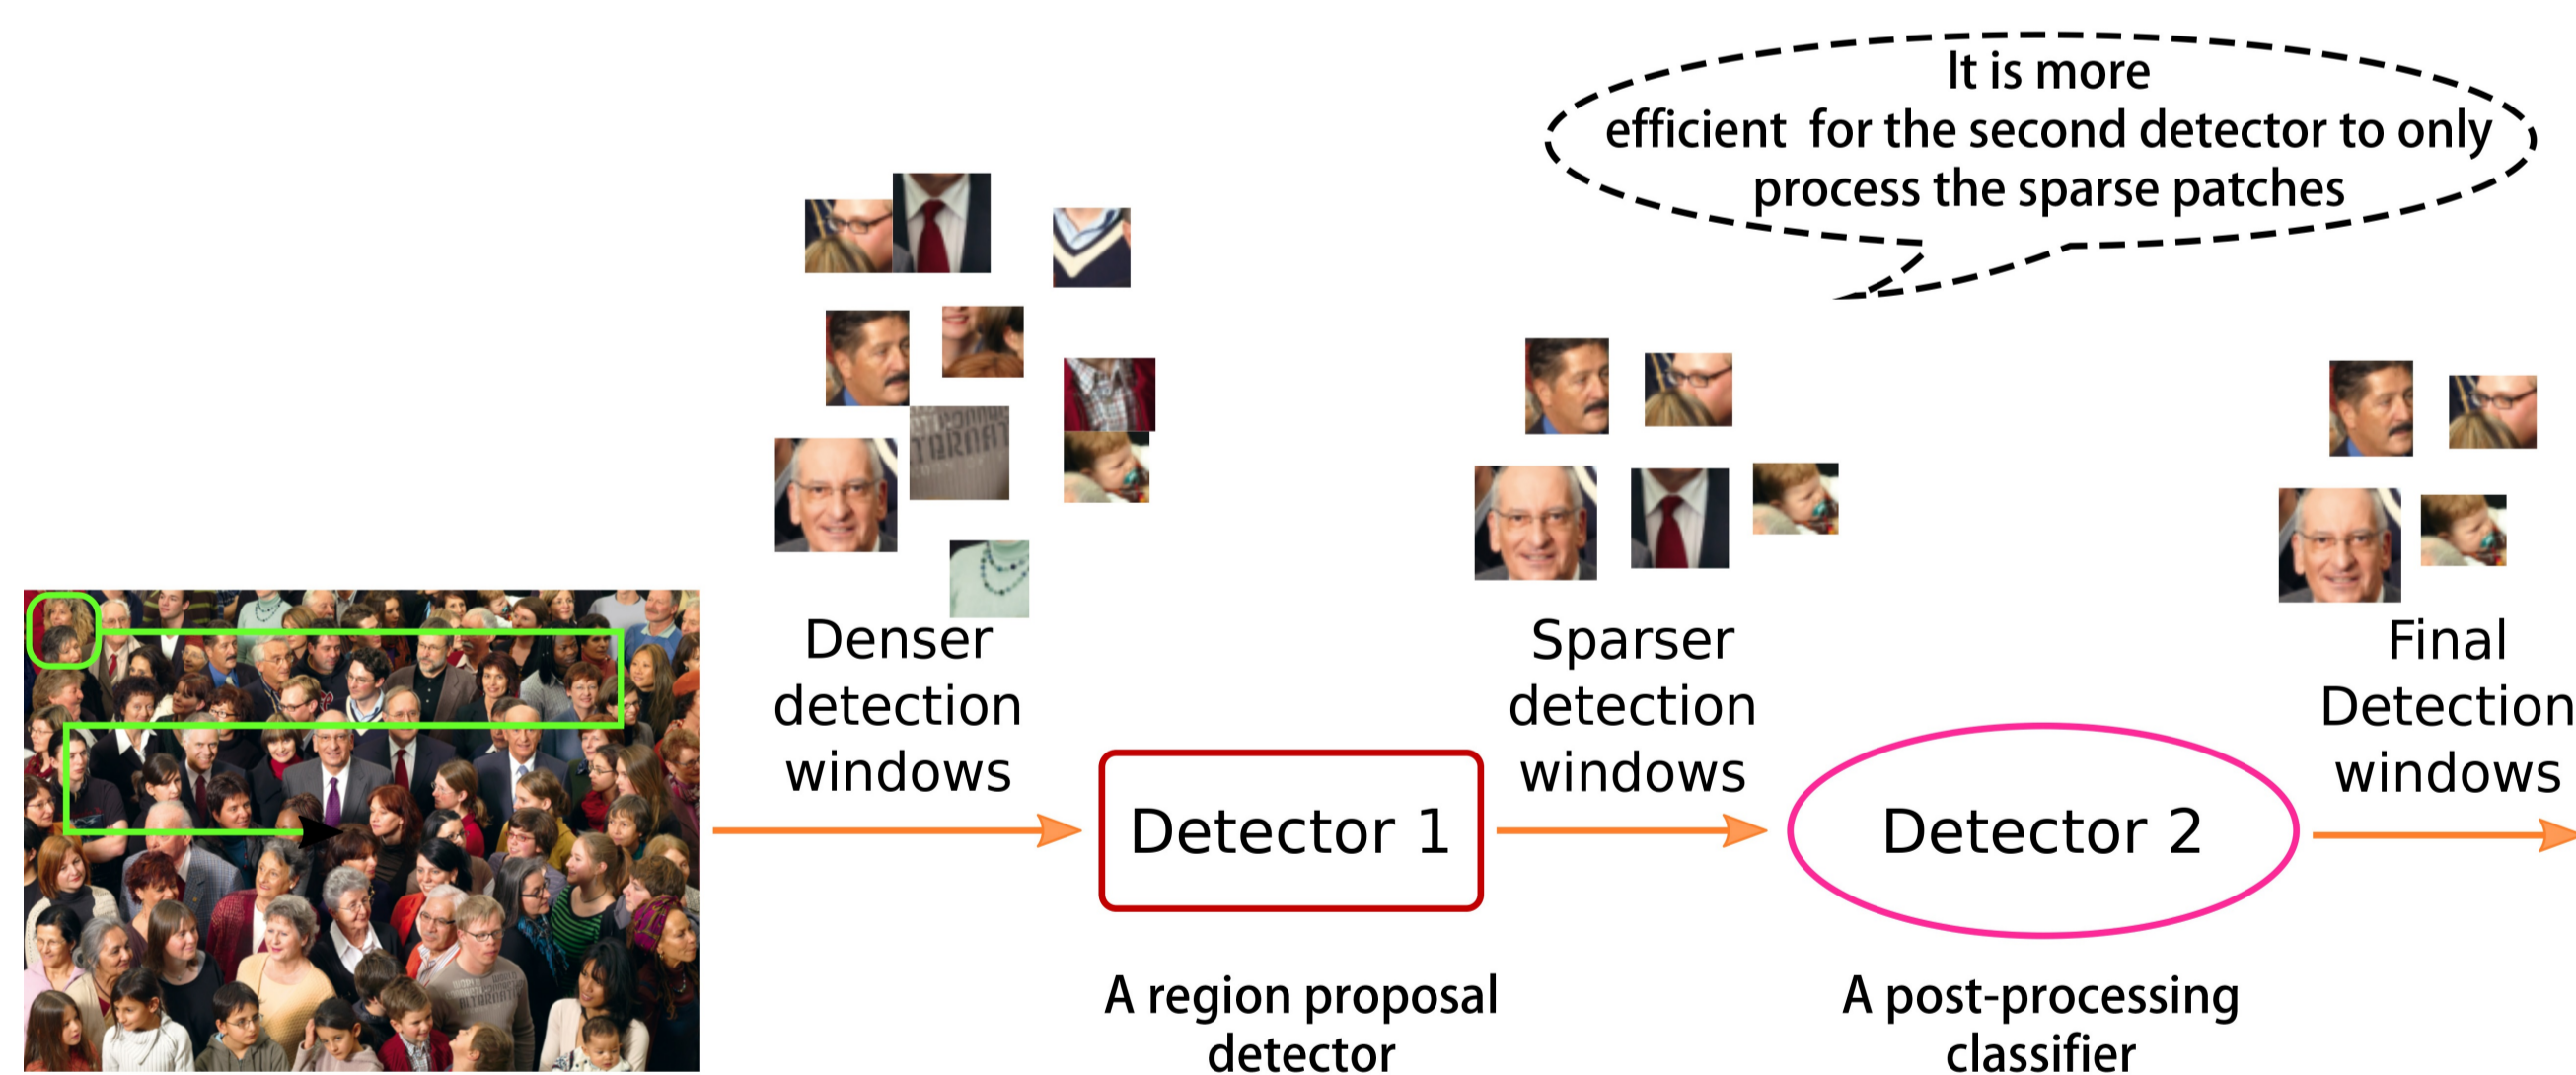 It is more
efficient for the second detector to only
process the sparse patches
Denser
detection
windows
Sparser
detection
windows
Final
Detection
windows
Detector 1
Detector 2
A region proposal
detector
A post-processing
classifier